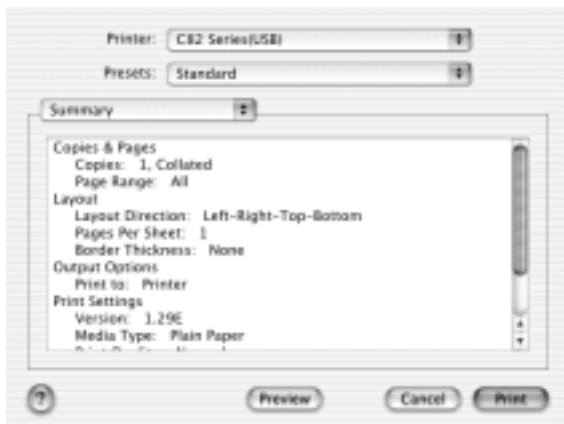 Printer: C82 Series(USB)
Presets: Standard
Summary
Copies & Pages
Copies: 1, Collated
Page Range: All
Layout
Layout Direction: Left-Right-Top-Bottom
Pages Per Sheet: 1
Border Thickness: None
Output Options
Print to: Printer
Print Settings
Version: 1.29E
Media Type: Plain Paper
? Preview Cancel Print